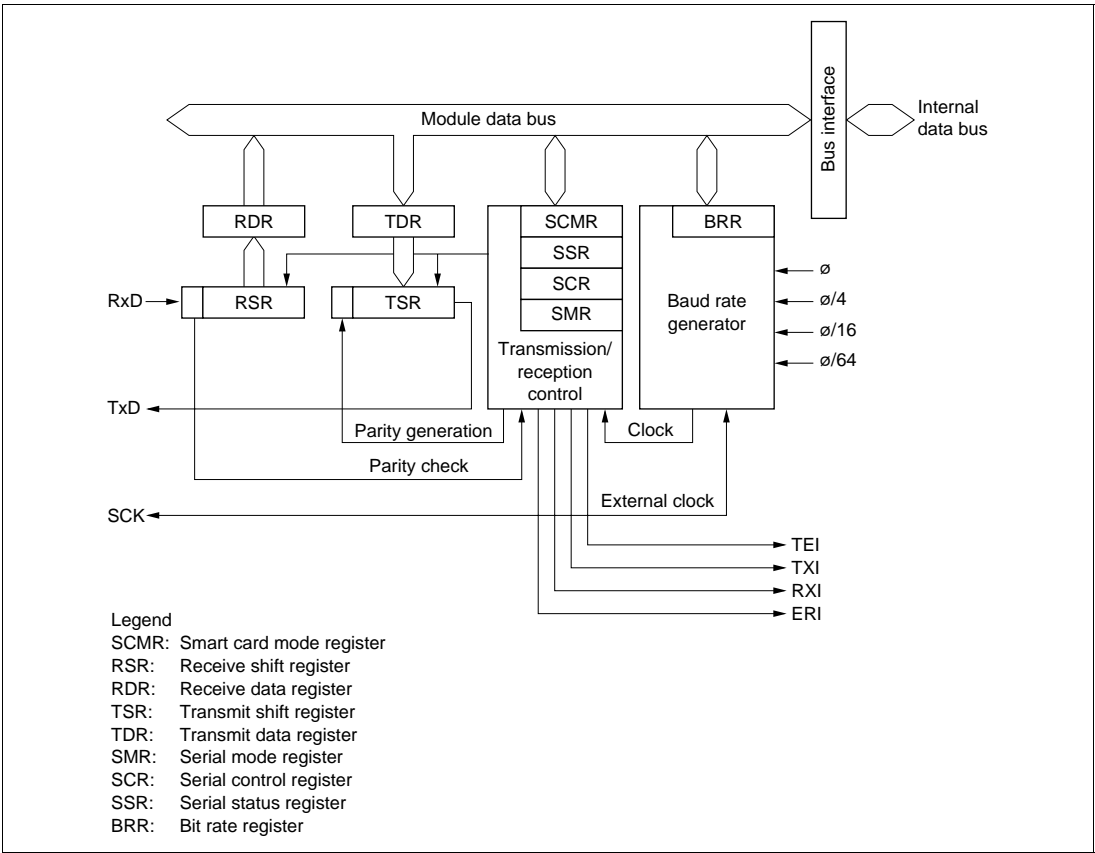 Module data bus
Bus interface
Internal
data bus
RDR
TDR
SCMR
BRR
SSR
SCR
SMR
RxD
RSR
TSR
Baud rate
generator
ø
ø/4
ø/16
ø/64
Transmission/
reception
control
TxD
Parity generation
Clock
Parity check
External clock
SCK
TEI
TXI
RXI
ERI
Legend
SCMR: Smart card mode register
RSR: Receive shift register
RDR: Receive data register
TSR: Transmit shift register
TDR: Transmit data register
SMR: Serial mode register
SCR: Serial control register
SSR: Serial status register
BRR: Bit rate register